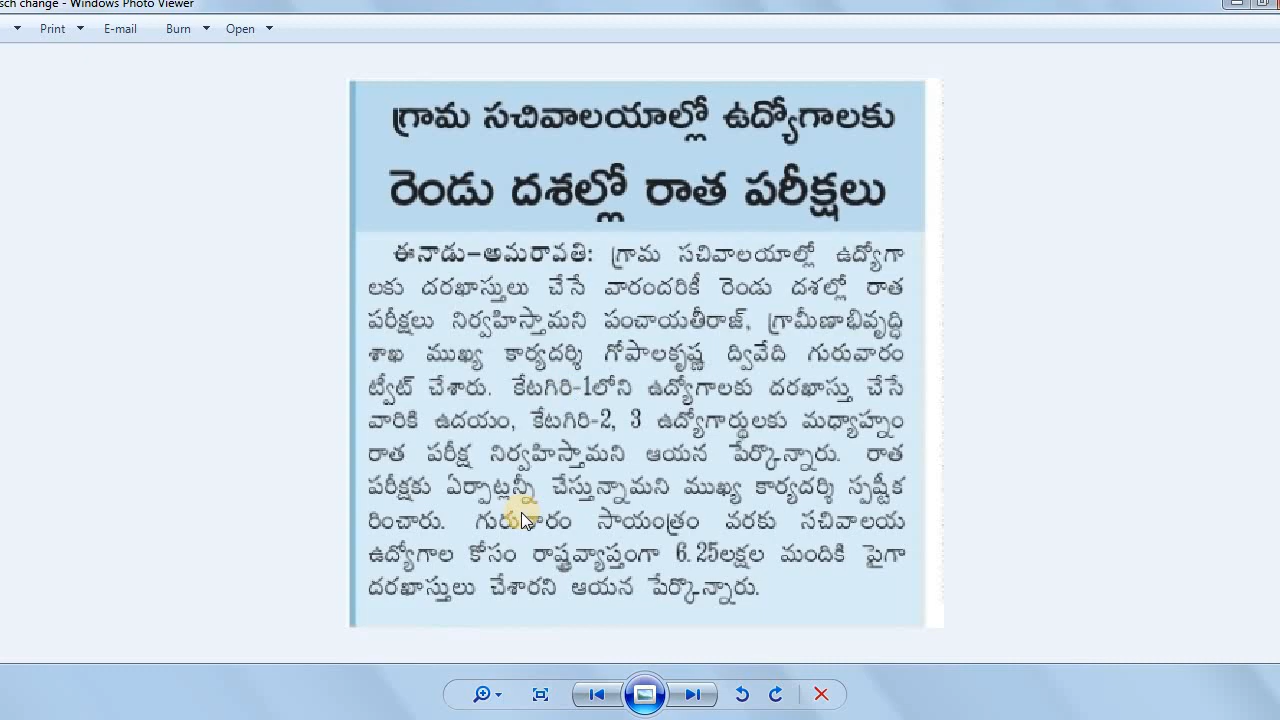 sch change - Windows Photo Viewer
Print E-mail Burn Open
గ్రామ సచివాలయాల్లో ఉద్యోగాలకు
రెండు దశల్లో రాత పరీక్షలు
ఈనాడు-అమరావతి: గ్రామ సచివాలయాల్లో ఉద్యోగా
లకు దరఖాస్తులు చేసే వారందరికీ రెండు దశల్లో రాత
పరీక్షలు నిర్వహిస్తామని పంచాయతీరాజ్, గ్రామీణాభివృద్ధి
శాఖ ముఖ్య కార్యదర్శి గోపాలకృష్ణ ద్వివేది గురువారం
ట్వీట్ చేశారు. కేటగిరి-1లోని ఉద్యోగాలకు దరఖాస్తు చేసే
వారికి ఉదయం, కేటగిరి-2, 3 ఉద్యోగార్థులకు మధ్యాహ్నం
రాత పరీక్ష నిర్వహిస్తామని ఆయన పేర్కొన్నారు. రాత
పరీక్షకు ఏర్పాట్లన్నీ చేస్తున్నామని ముఖ్య కార్యదర్శి స్పష్టీక
రించారు. గురువారం సాయంత్రం వరకు సచివాలయ
ఉద్యోగాల కోసం రాష్ట్రవ్యాప్తంగా 6.25లక్షల మందికి పైగా
దరఖాస్తులు చేశారని ఆయన పేర్కొన్నారు.